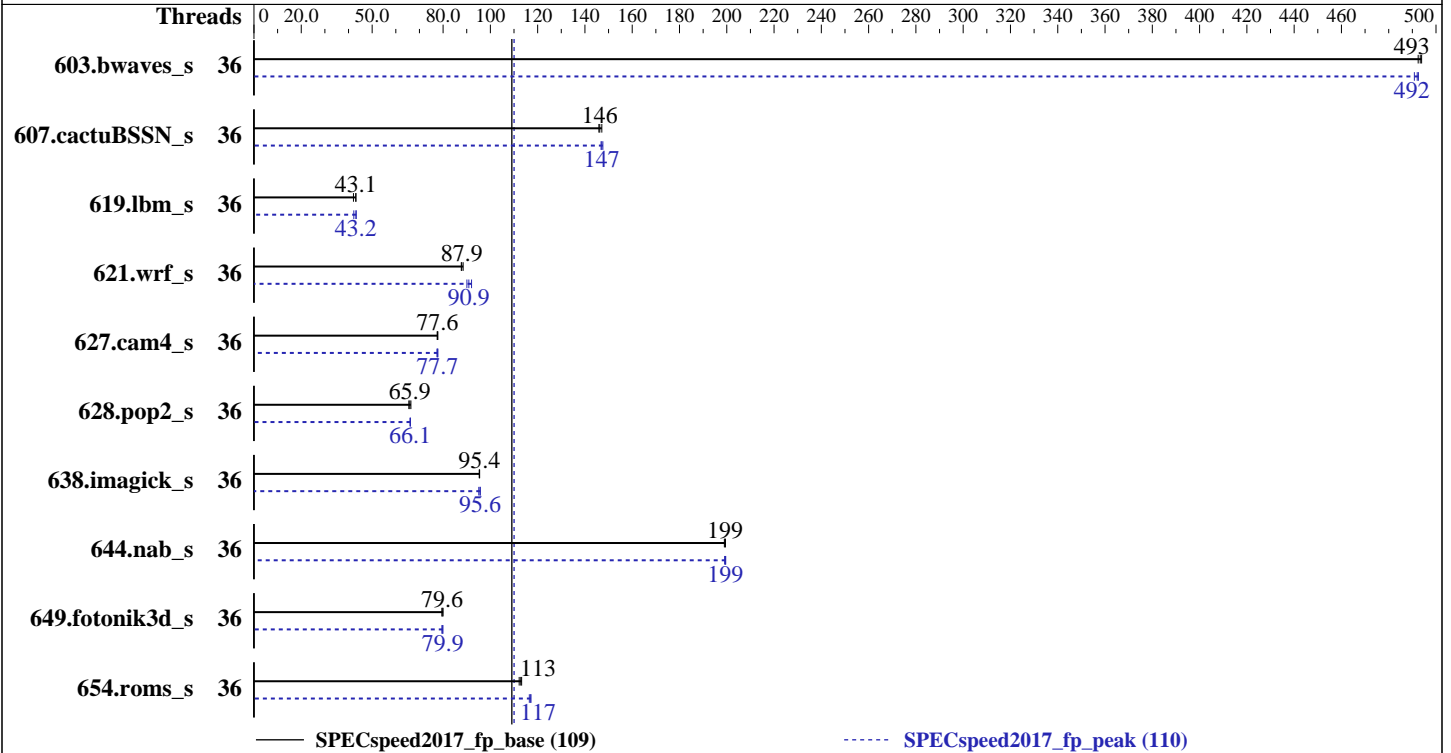 Threads 0 20.0 50.0 80.0 100 120 140 160 180 200 220 240 260 280 300 320 340 360 380 400 420 440 460 500
603.bwaves_s 36 493
492
607.cactuBSSN_s 36 146
147
619.lbm_s 36 43.1
43.2
621.wrf_s 36 87.9
90.9
627.cam4_s 36 77.6
77.7
628.pop2_s 36 65.9
66.1
638.imagick_s 36 95.4
95.6
644.nab_s 36 199
199
649.fotonik3d_s 36 79.6
79.9
654.roms_s 36 113
117
SPECspeed2017_fp_base (109) SPECspeed2017_fp_peak (110)